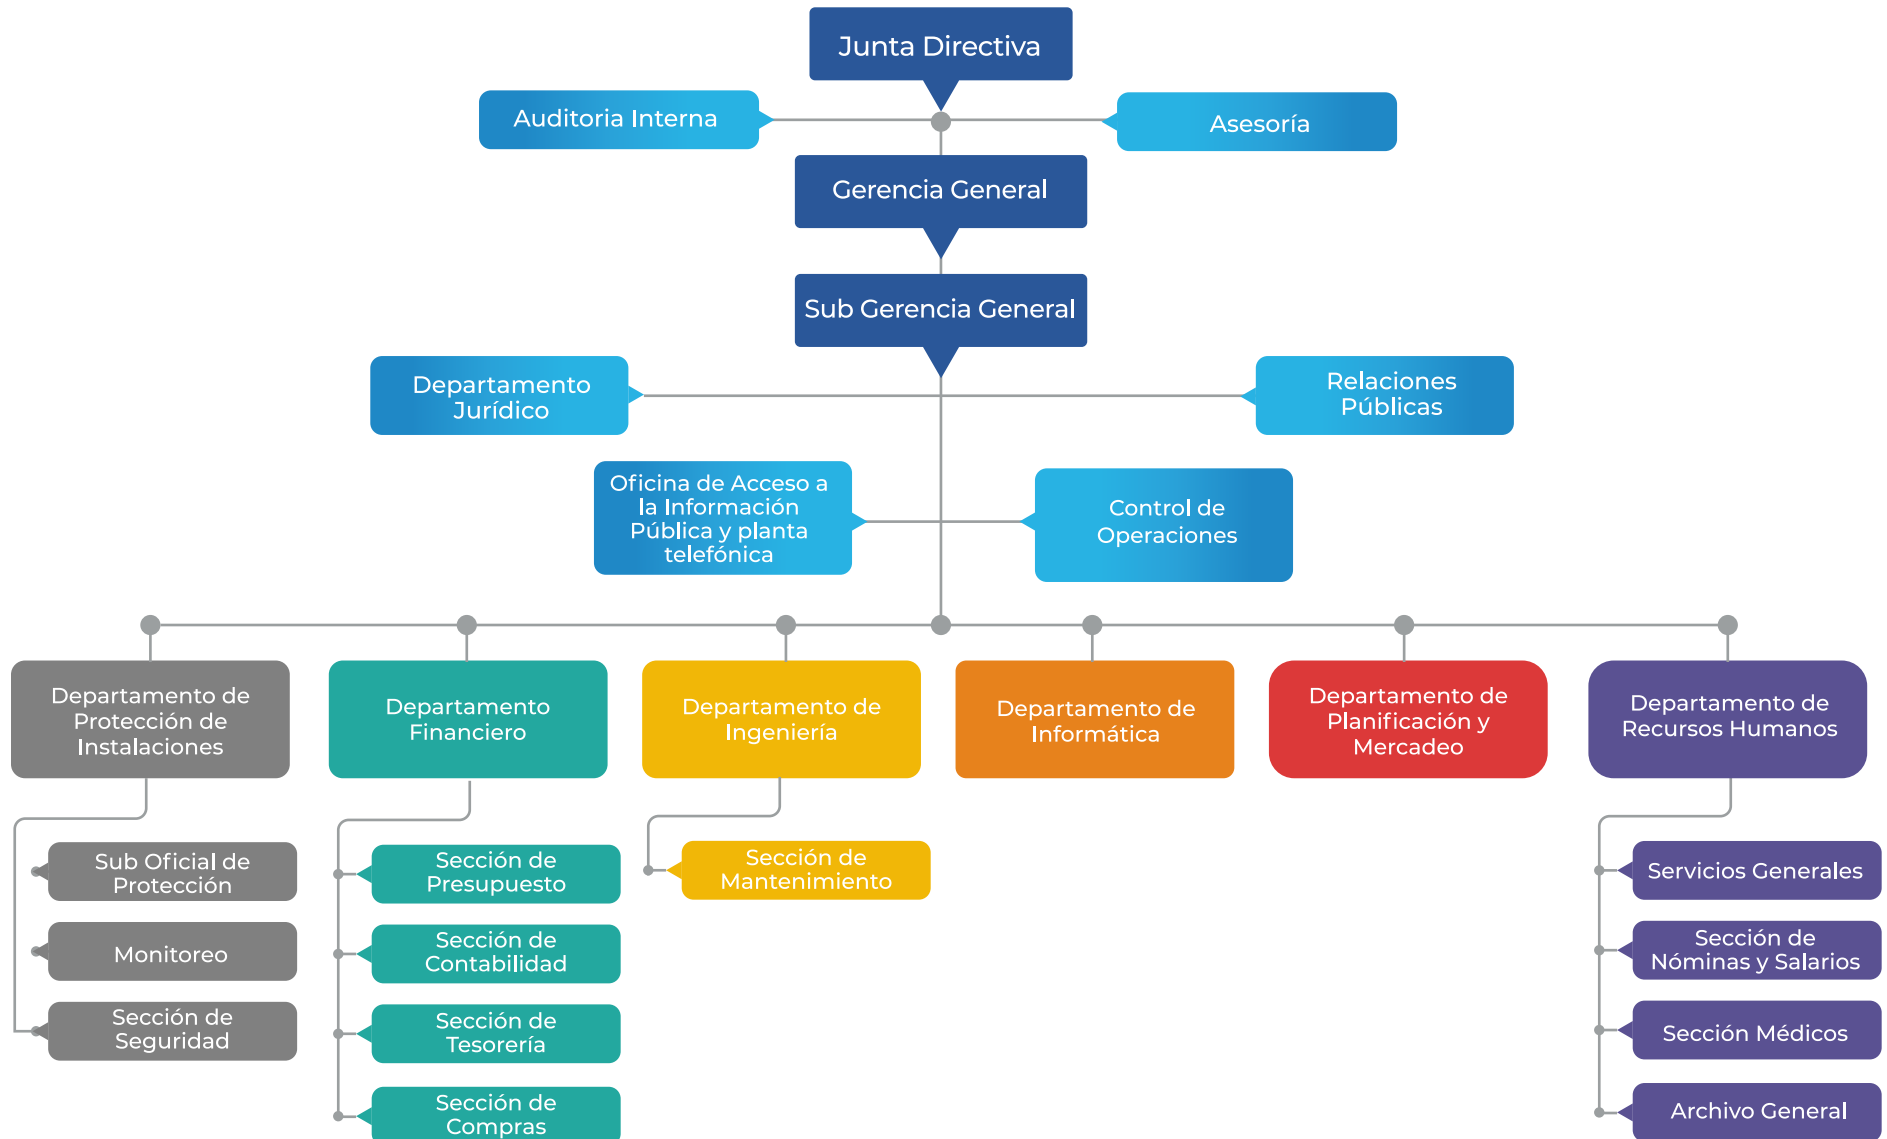 Junta Directiva
Auditoria Interna
Asesoría
Gerencia General
Sub Gerencia General
Departamento
Jurídico
Relaciones
Públicas
Oficina de Acceso a
la Información
Pública y planta
telefónica
Control de
Operaciones
Departamento de
Protección de
Instalaciones
Departamento
Financiero
Departamento de
Ingeniería
Departamento de
Informática
Departamento de
Planificación y
Mercadeo
Departamento de
Recursos Humanos
Sub Oficial de
Protección
Monitoreo
Sección de
Seguridad
Sección de
Presupuesto
Sección de
Contabilidad
Sección de
Tesorería
Sección de
Compras
Sección de
Mantenimiento
Servicios Generales
Sección de
Nóminas y Salarios
Sección Médicos
Archivo General